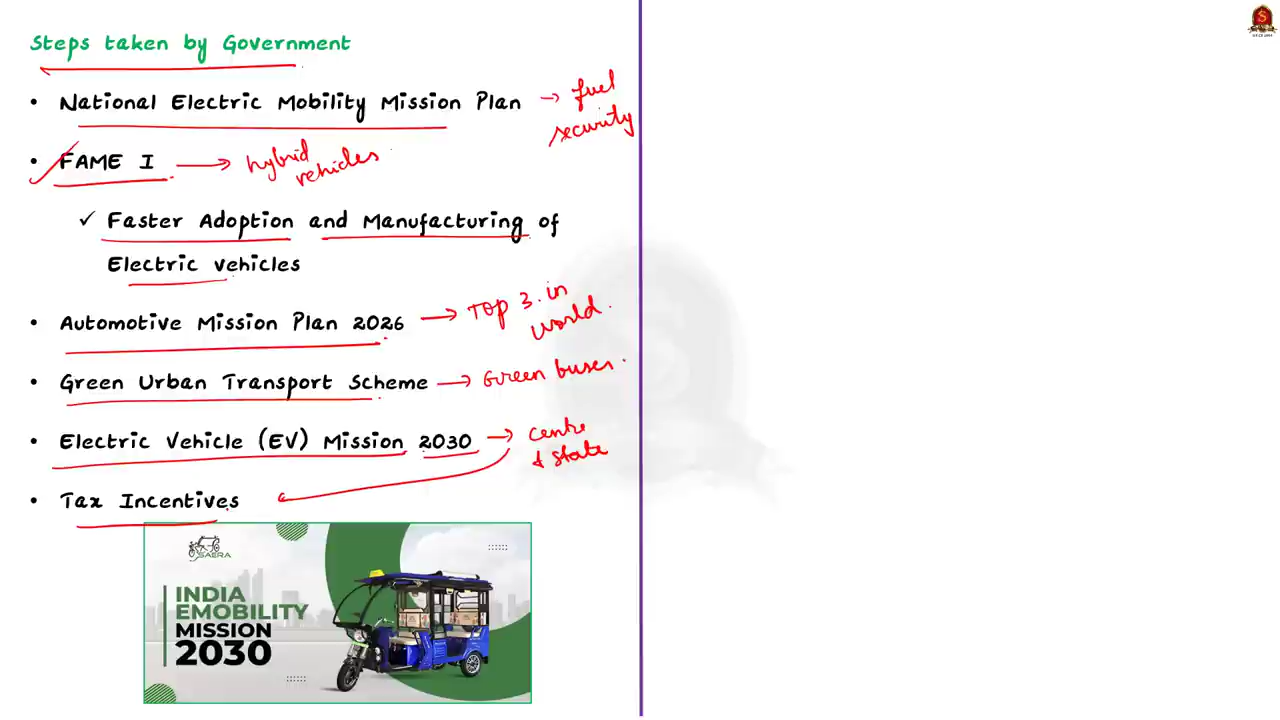 Steps taken by Government
• National Electric Mobility Mission Plan → fuel
security
• FAME I → hybrid
vehicles
✓ Faster Adoption and Manufacturing of
Electric vehicles
• Automotive Mission Plan 2026 → Top 3 in
world.
• Green Urban Transport Scheme → Green buses.
• Electric Vehicle (EV) Mission 2030 → centre
& state
• Tax Incentives
SAERA
INDIA
EMOBILITY
MISSION
2030